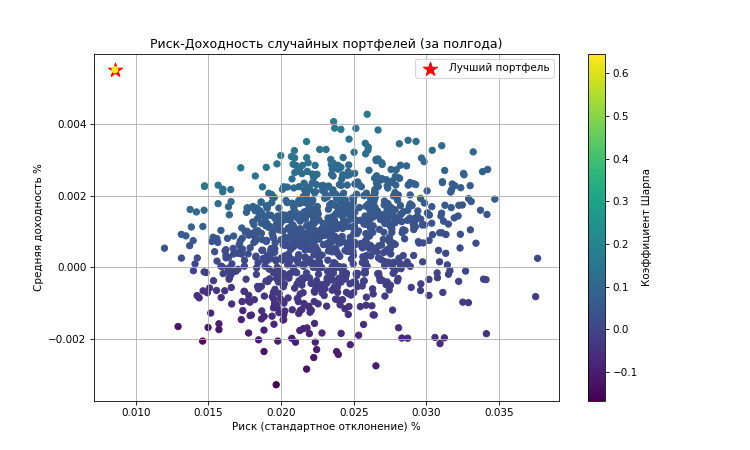 Риск-Доходность случайных портфелей (за полгода)
Лучший портфель
Средняя доходность %
0.004
0.002
0.000
−0.002
0.010 0.015 0.020 0.025 0.030 0.035
Риск (стандартное отклонение) %
0.6
0.5
0.4
0.3
0.2
0.1
0.0
−0.1
Коэффициент Шарпа